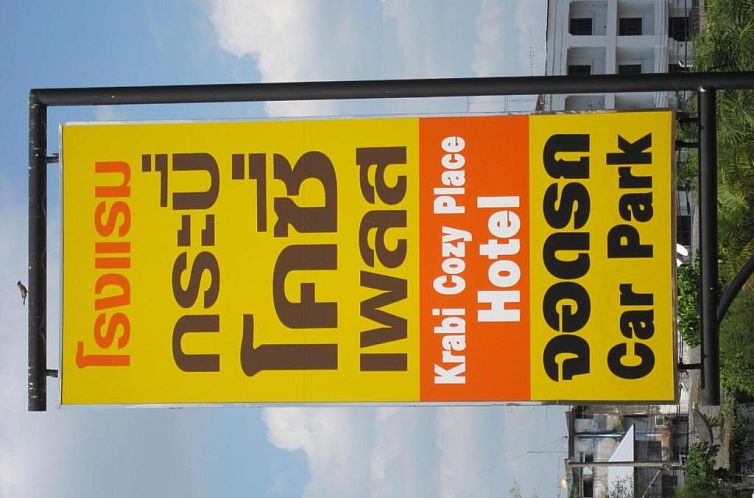 โรงแรม
กระบี่
โคซี่
เพลส
Krabi Cozy Place
Hotel
จอดรถ
Car Park